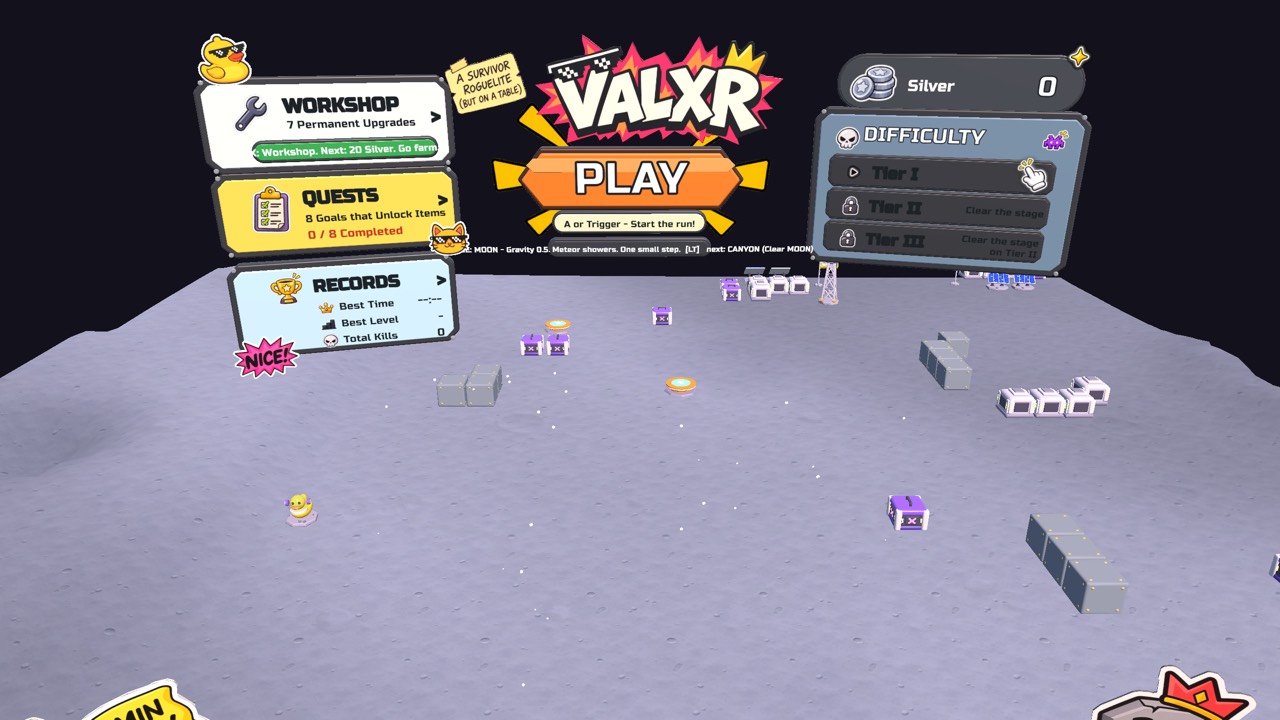 WORKSHOP
7 Permanent Upgrades
>
Workshop. Next: 20 Silver. Go farm
QUESTS
8 Goals that Unlock Items
0 / 8 Completed
>
RECORDS
>
Best Time --:--
Best Level -
Total Kills 0
NICE!
A SURVIVOR
ROGUELITE
(BUT ON A TABLE)
VALXR
PLAY
A or Trigger - Start the run!
MOON - Gravity 0.5. Meteor showers. One small step. [LT] next: CANYON (Clear MOON)
Silver 0
DIFFICULTY
Tier I
Tier II Clear the stage
Tier III Clear the stage
on Tier II
MIN